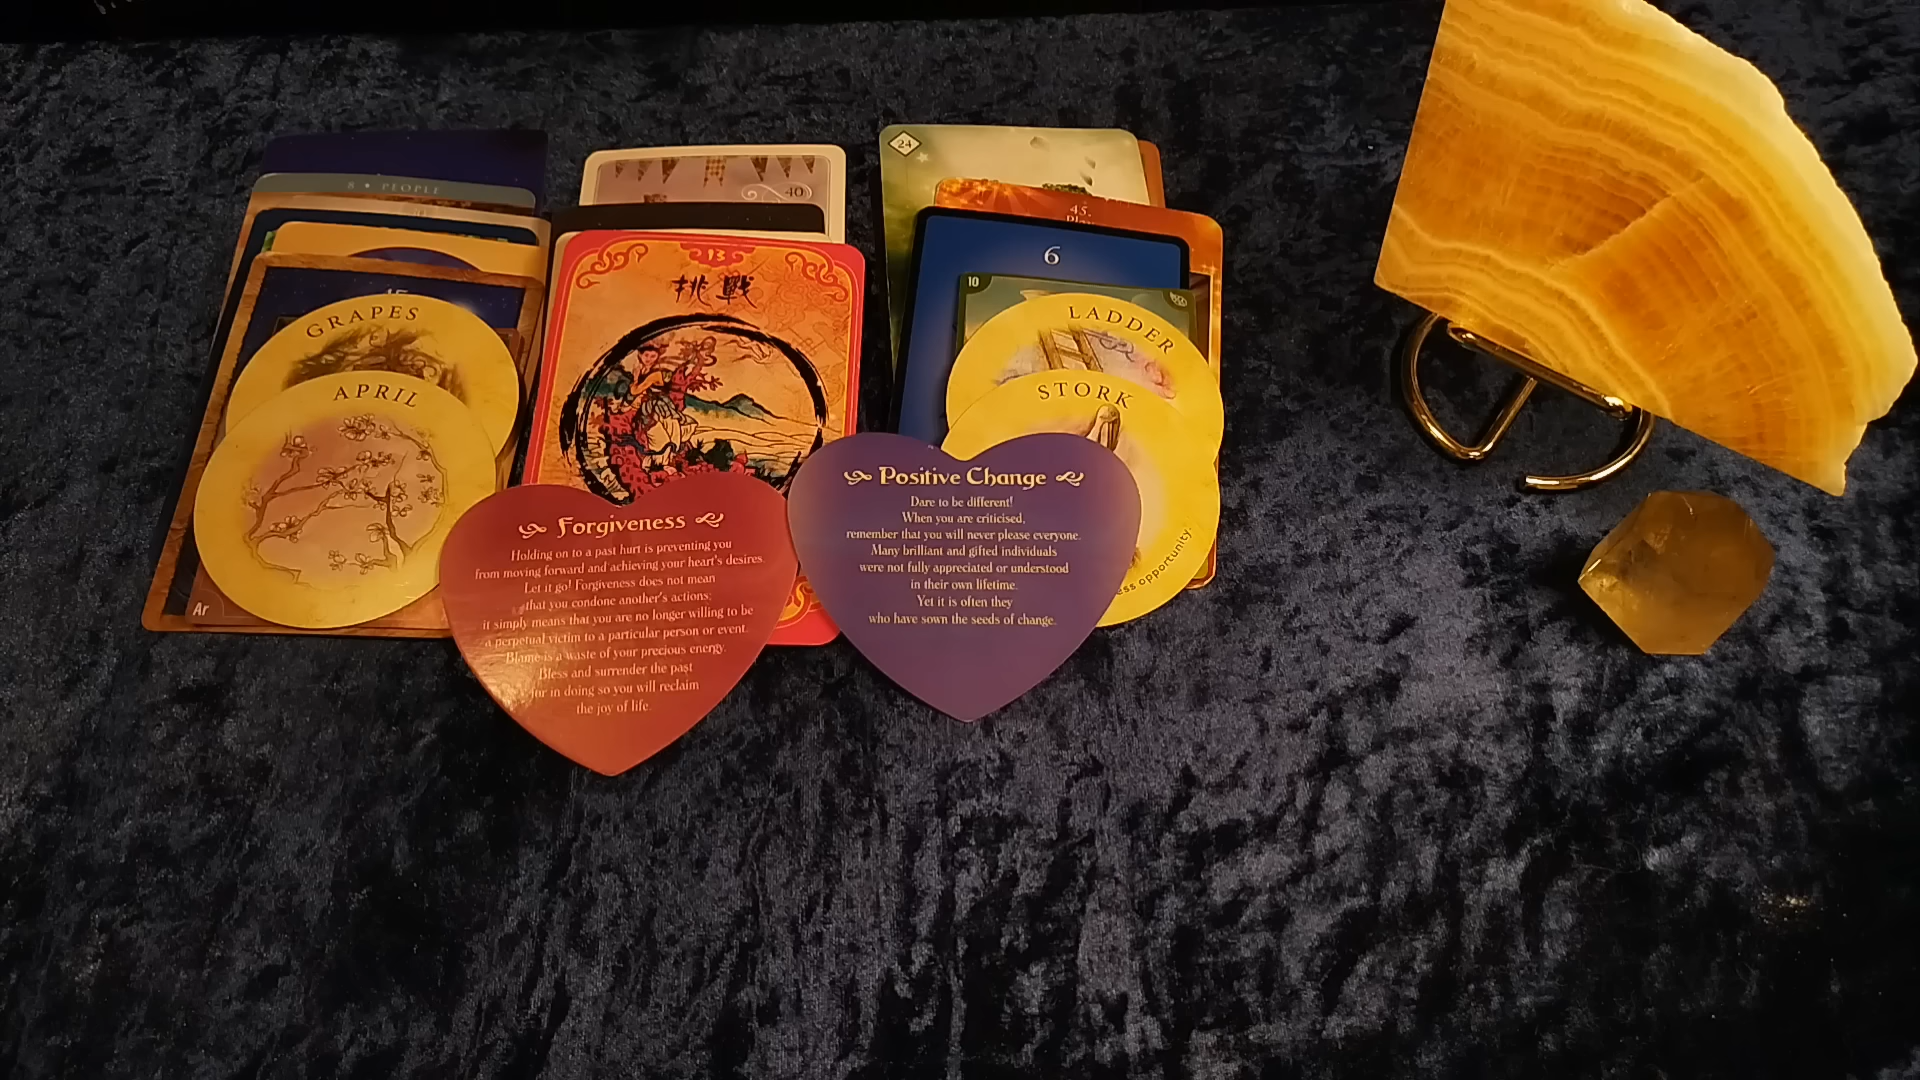 8 • PEOPLE
GRAPES
APRIL
Ar
40
13
挑戰
24
45.
6
10
LADDER
STORK
opportunity
Forgiveness
Holding on to a past hurt is preventing you
from moving forward and achieving your heart's desires.
Let it go! Forgiveness does not mean
that you condone another's actions;
it simply means that you are no longer willing to be
a perpetual victim to a particular person or event.
Blame is a waste of your precious energy.
Bless and surrender the past
for in doing so you will reclaim
the joy of life.
Positive Change
Dare to be different!
When you are criticised,
remember that you will never please everyone.
Many brilliant and gifted individuals
were not fully appreciated or understood
in their own lifetime.
Yet it is often they
who have sown the seeds of change.